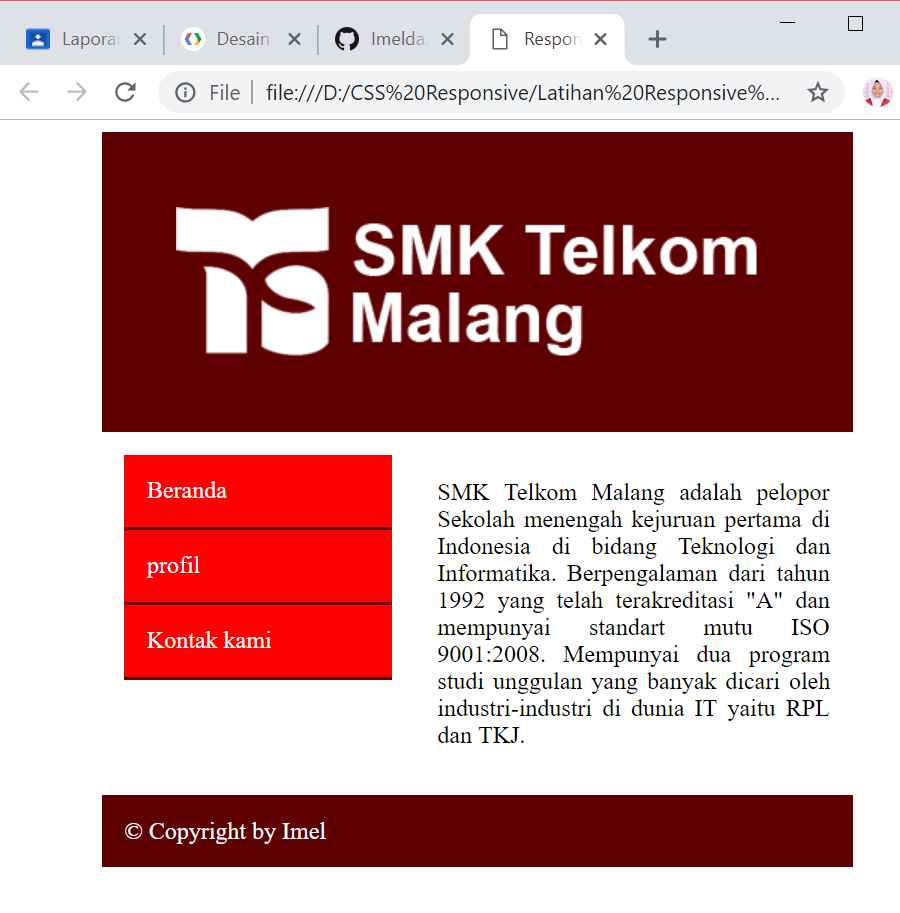 Laporar
Desain
Imelda
Respon
File
file:///D:/CSS%20Responsive/Latihan%20Responsive%...
SMK Telkom
Malang
Beranda
profil
Kontak kami
SMK Telkom Malang adalah pelopor
Sekolah menengah kejuruan pertama di
Indonesia di bidang Teknologi dan
Informatika. Berpengalaman dari tahun
1992 yang telah terakreditasi "A" dan
mempunyai standart mutu ISO
9001:2008. Mempunyai dua program
studi unggulan yang banyak dicari oleh
industri-industri di dunia IT yaitu RPL
dan TKJ.
© Copyright by Imel